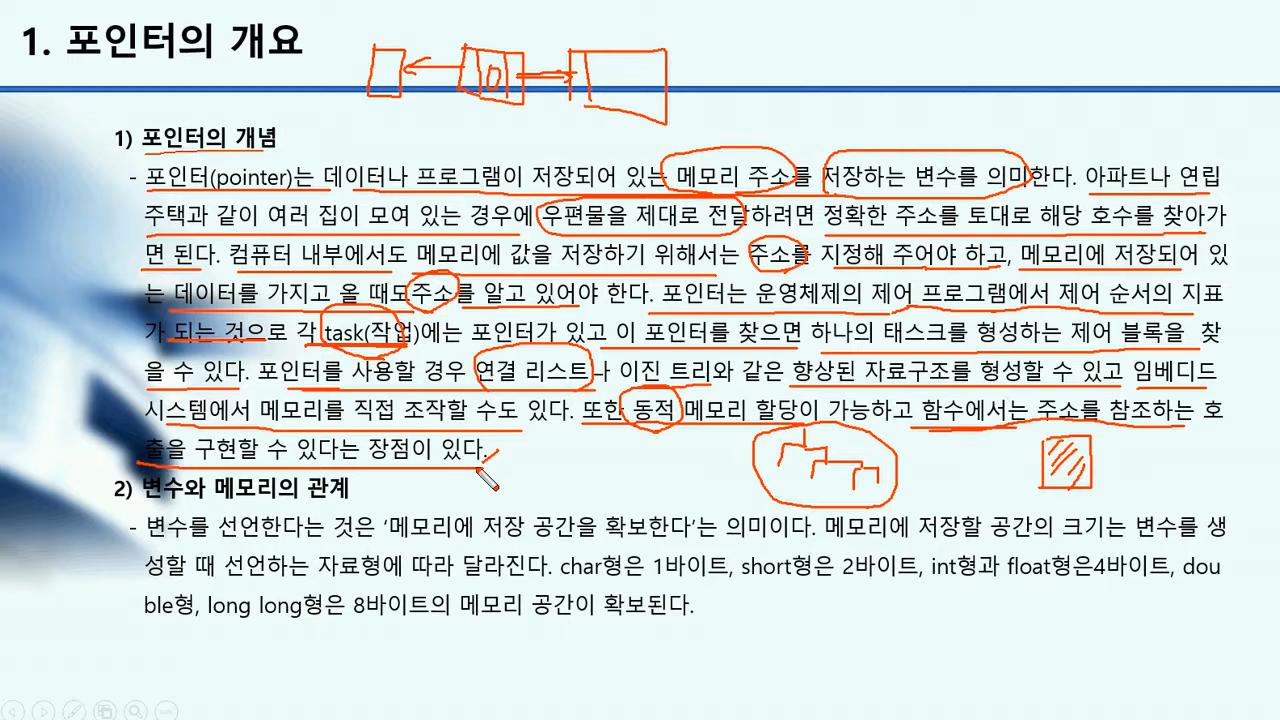 1. 포인터의 개요
1) 포인터의 개념
- 포인터(pointer)는 데이터나 프로그램이 저장되어 있는 메모리 주소를 저장하는 변수를 의미한다. 아파트나 연립
주택과 같이 여러 집이 모여 있는 경우에 우편물을 제대로 전달하려면 정확한 주소를 토대로 해당 호수를 찾아가
면 된다. 컴퓨터 내부에서도 메모리에 값을 저장하기 위해서는 주소를 지정해 주어야 하고, 메모리에 저장되어 있
는 데이터를 가지고 올 때도 주소를 알고 있어야 한다. 포인터는 운영체제의 제어 프로그램에서 제어 순서의 지표
가 되는 것으로 각 task(작업)에는 포인터가 있고 이 포인터를 찾으면 하나의 태스크를 형성하는 제어 블록을 찾
을 수 있다. 포인터를 사용할 경우 연결 리스트나 이진 트리와 같은 향상된 자료구조를 형성할 수 있고 임베디드
시스템에서 메모리를 직접 조작할 수도 있다. 또한 동적 메모리 할당이 가능하고 함수에서는 주소를 참조하는 호
출을 구현할 수 있다는 장점이 있다.
2) 변수와 메모리의 관계
- 변수를 선언한다는 것은 ‘메모리에 저장 공간을 확보한다’는 의미이다. 메모리에 저장할 공간의 크기는 변수를 생
성할 때 선언하는 자료형에 따라 달라진다. char형은 1바이트, short형은 2바이트, int형과 float형은4바이트, dou
ble형, long long형은 8바이트의 메모리 공간이 확보된다.